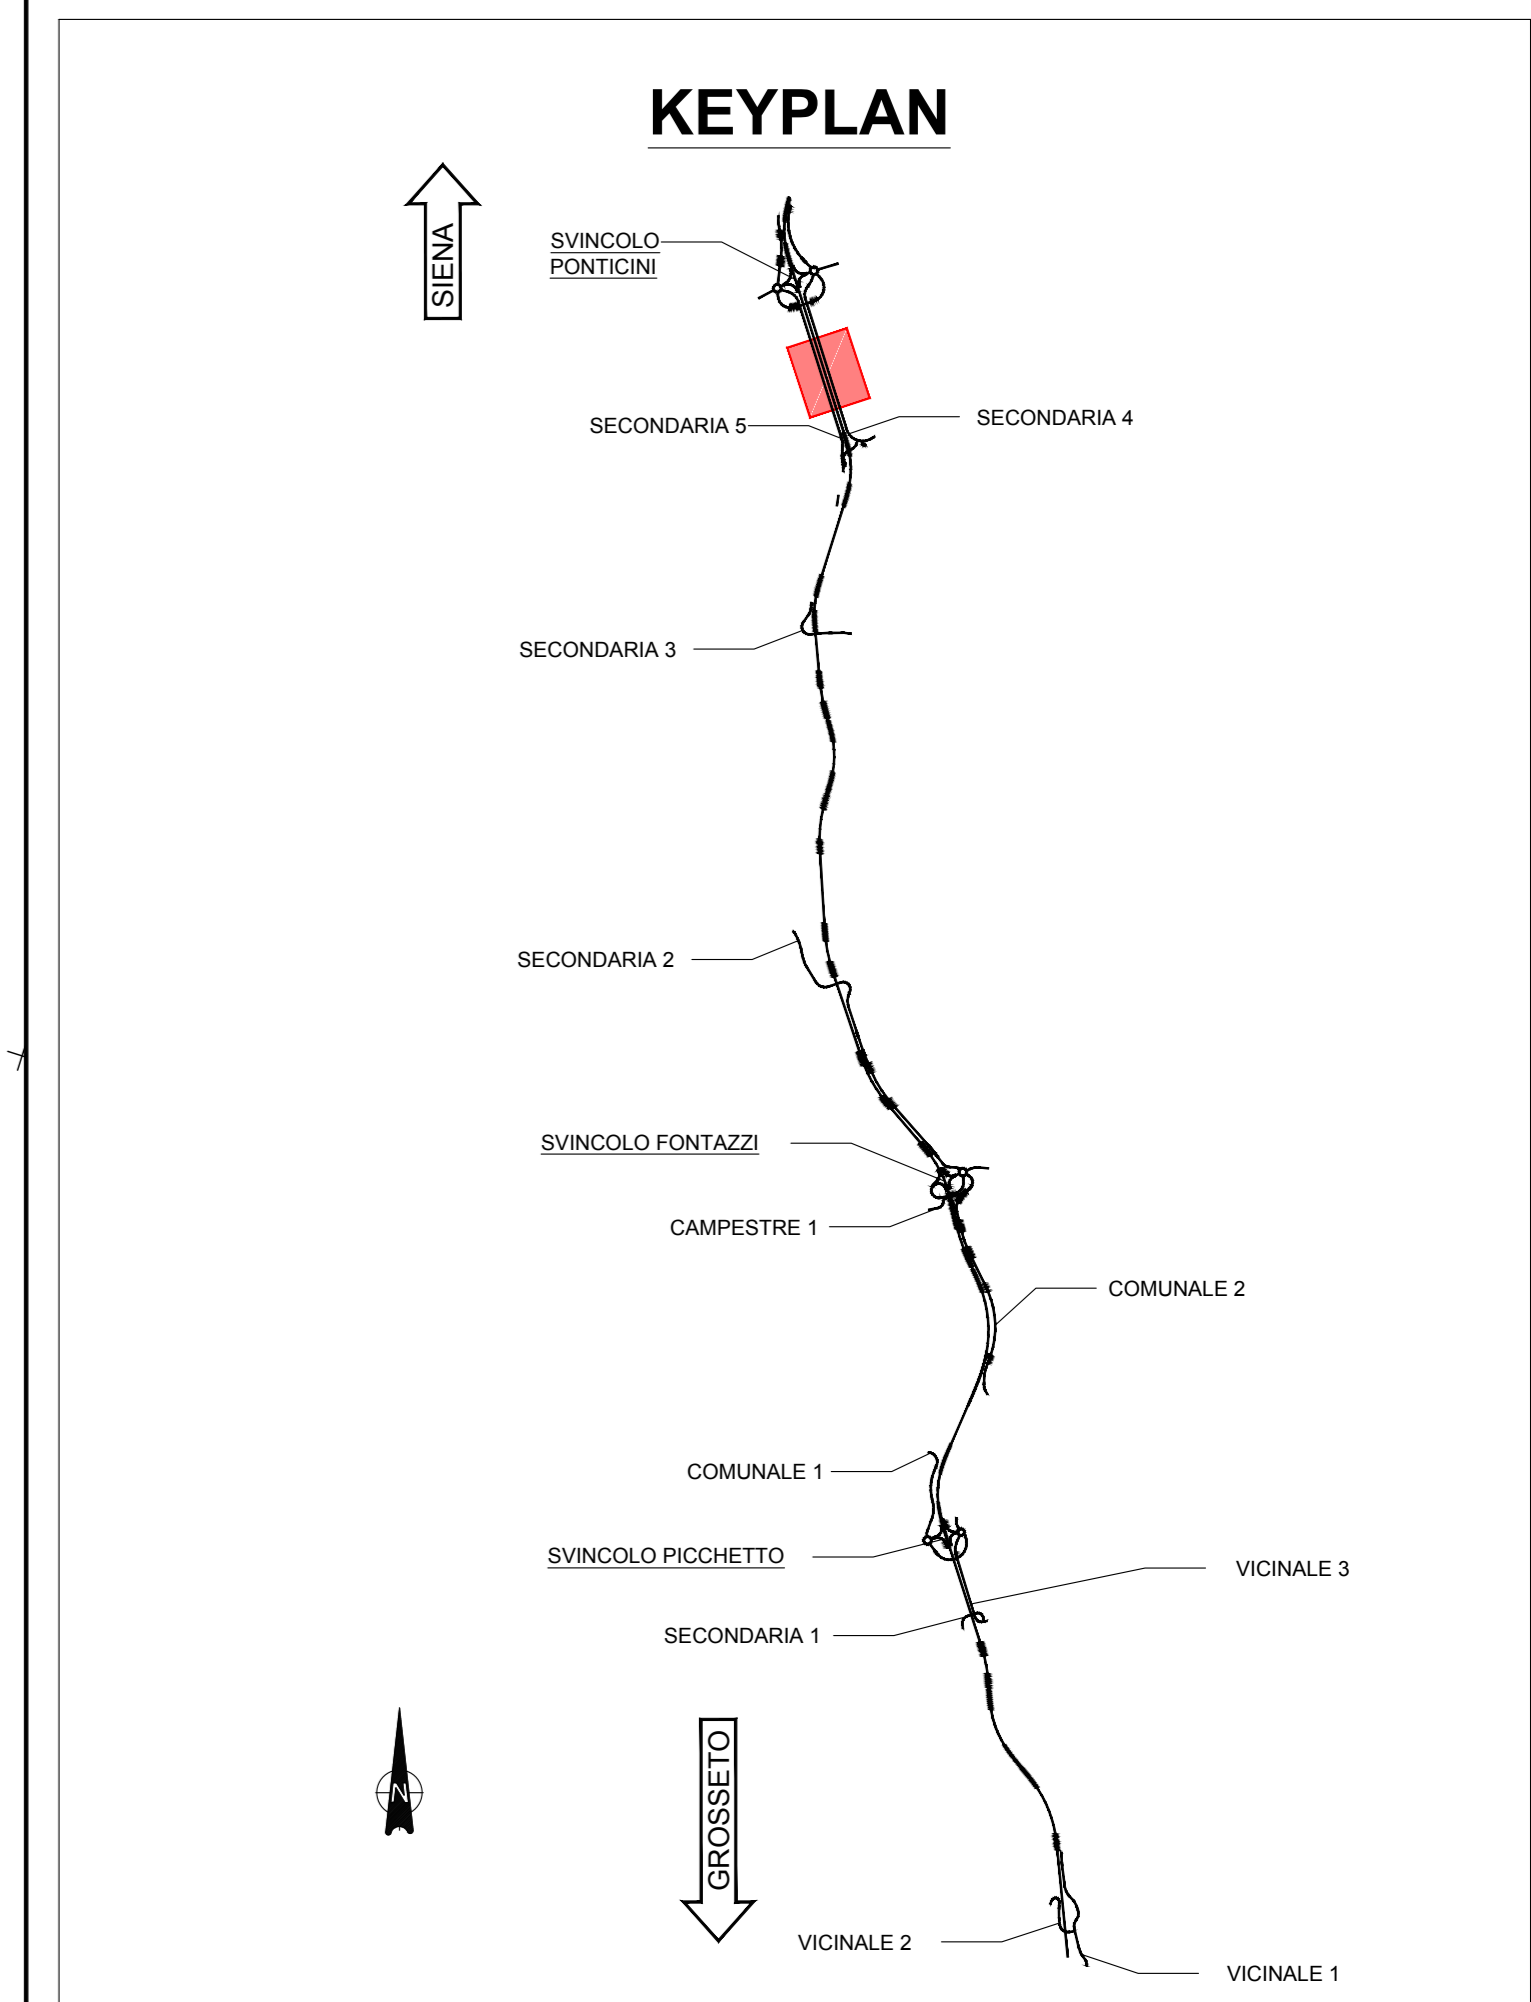 KEYPLAN
SIENA
SVINCOLO
PONTICINI
SECONDARIA 5
SECONDARIA 4
SECONDARIA 3
SECONDARIA 2
SVINCOLO FONTAZZI
CAMPESTRE 1
COMUNALE 2
COMUNALE 1
SVINCOLO PICCHETTO
VICINALE 3
SECONDARIA 1
N
GROSSETO
VICINALE 2
VICINALE 1